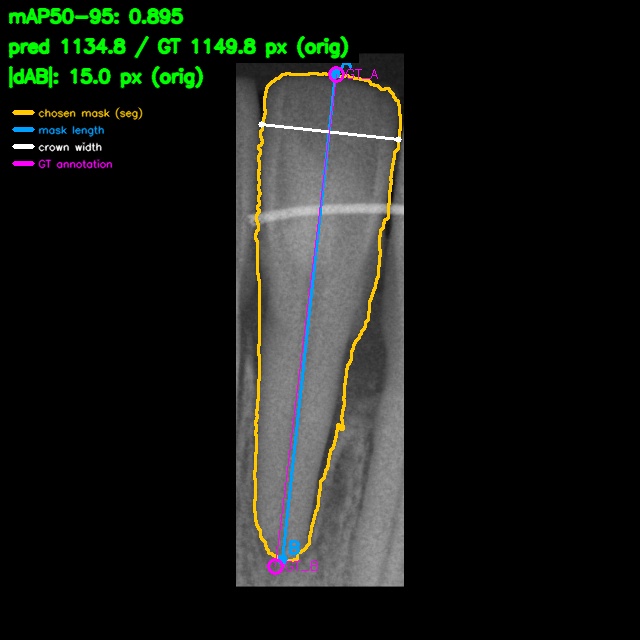 mAP50-95: 0.895
pred 1134.8 / GT 1149.8 px (orig)
|dAB|: 15.0 px (orig)
chosen mask (seg)
mask length
crown width
GT annotation
GT_A